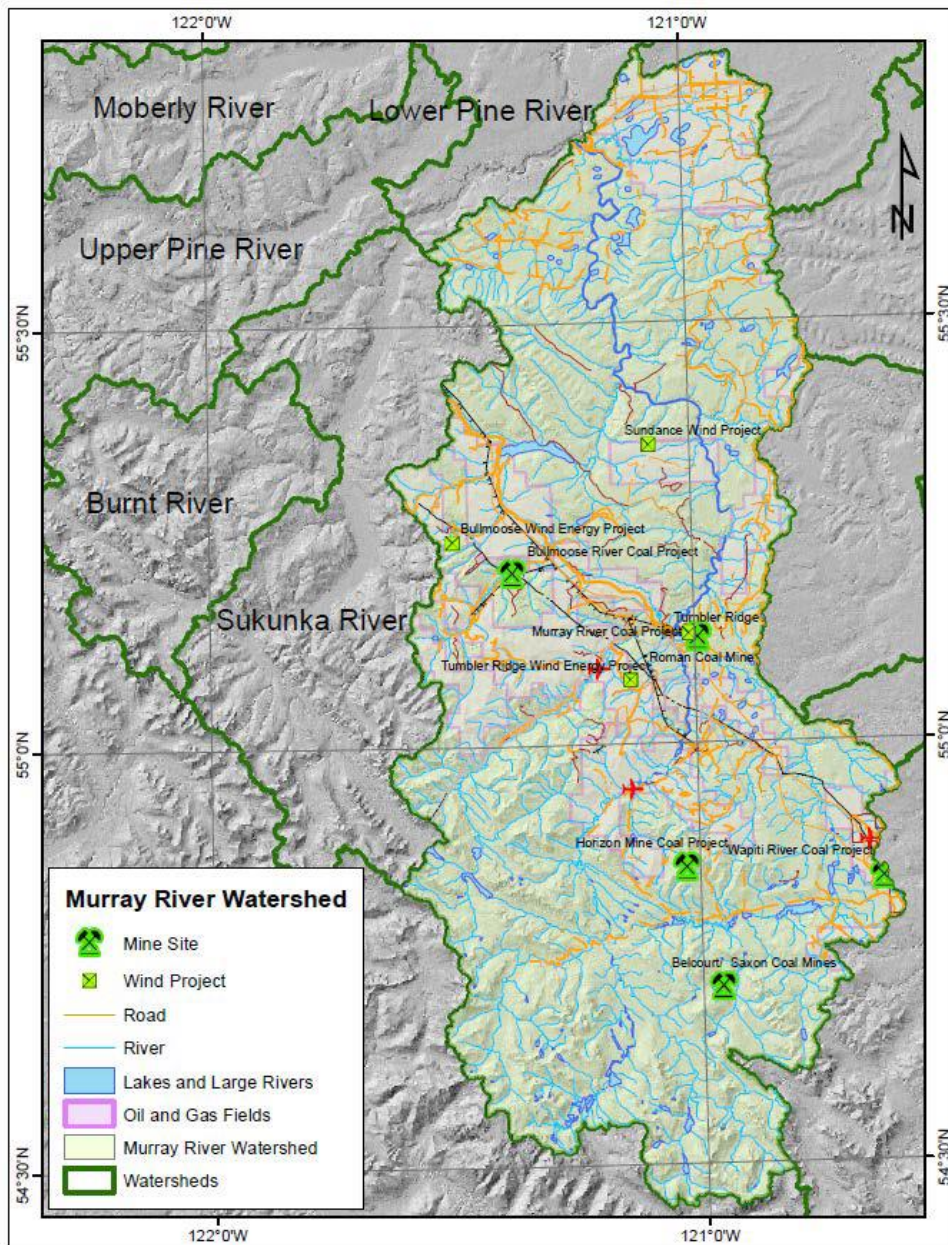 122°0'W
121°0'W
Moberly River
Lower Pine River
N
Upper Pine River
55°30'N
55°30'N
Sundance Wind Project
Burnt River
Bullmoose Wind Energy Project
Bullmoose River Coal Project
Sukunka River
Tumbler Ridge
Murray River Coal Project
Roman Coal Mine
Tumbler Ridge Wind Energy Project
55°0'N
55°0'N
Horizon Mine Coal Project
Wapiti River Coal Project
Murray River Watershed
Mine Site
Wind Project
Road
River
Lakes and Large Rivers
Oil and Gas Fields
Murray River Watershed
Watersheds
Belcourt/ Saxon Coal Mines
54°30'N
54°30'N
122°0'W
121°0'W